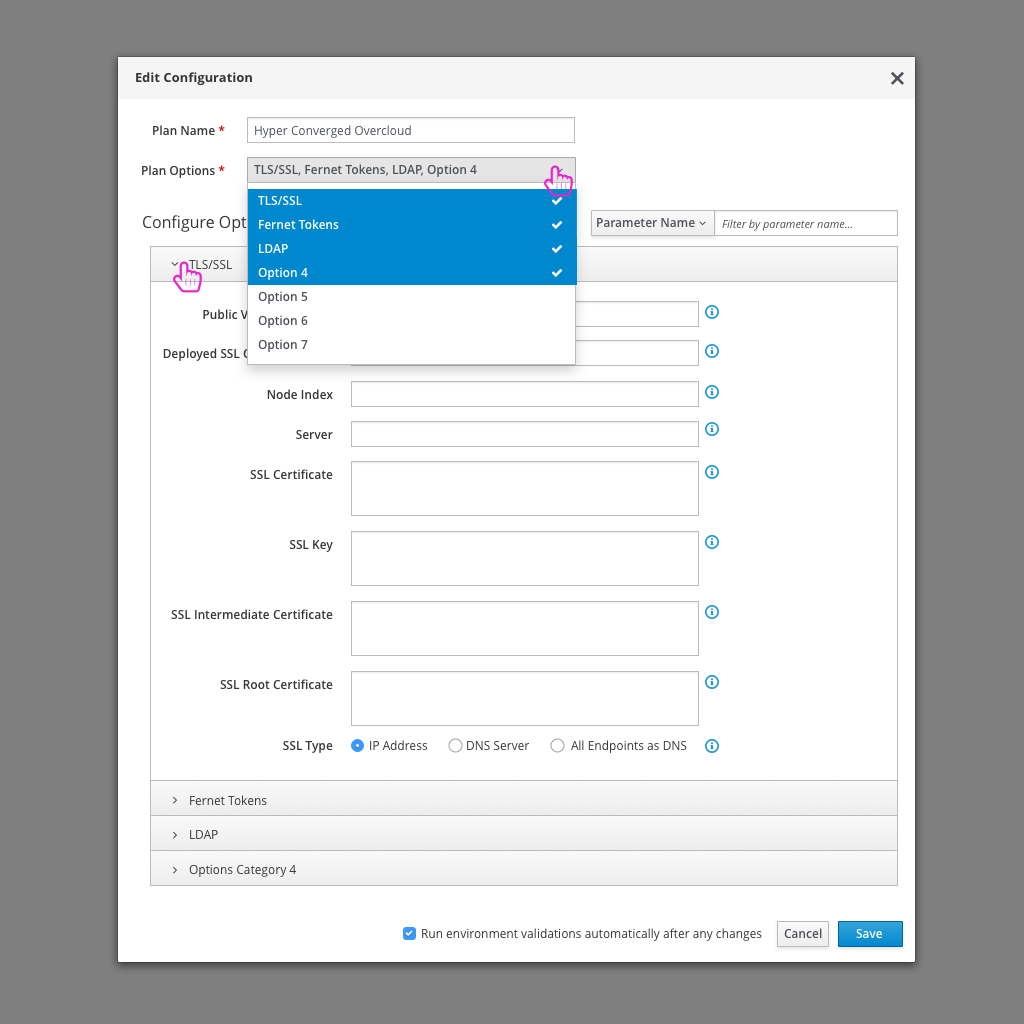 Edit Configuration
Plan Name *
Hyper Converged Overcloud
Plan Options *
TLS/SSL, Fernet Tokens, LDAP, Option 4
TLS/SSL
Fernet Tokens
LDAP
Option 4
Option 5
Option 6
Option 7
Configure Opt
Parameter Name
Filter by parameter name...
TLS/SSL
Public V
Deployed SSL
Node Index
Server
SSL Certificate
SSL Key
SSL Intermediate Certificate
SSL Root Certificate
SSL Type
IP Address
DNS Server
All Endpoints as DNS
Fernet Tokens
LDAP
Options Category 4
Run environment validations automatically after any changes
Cancel
Save